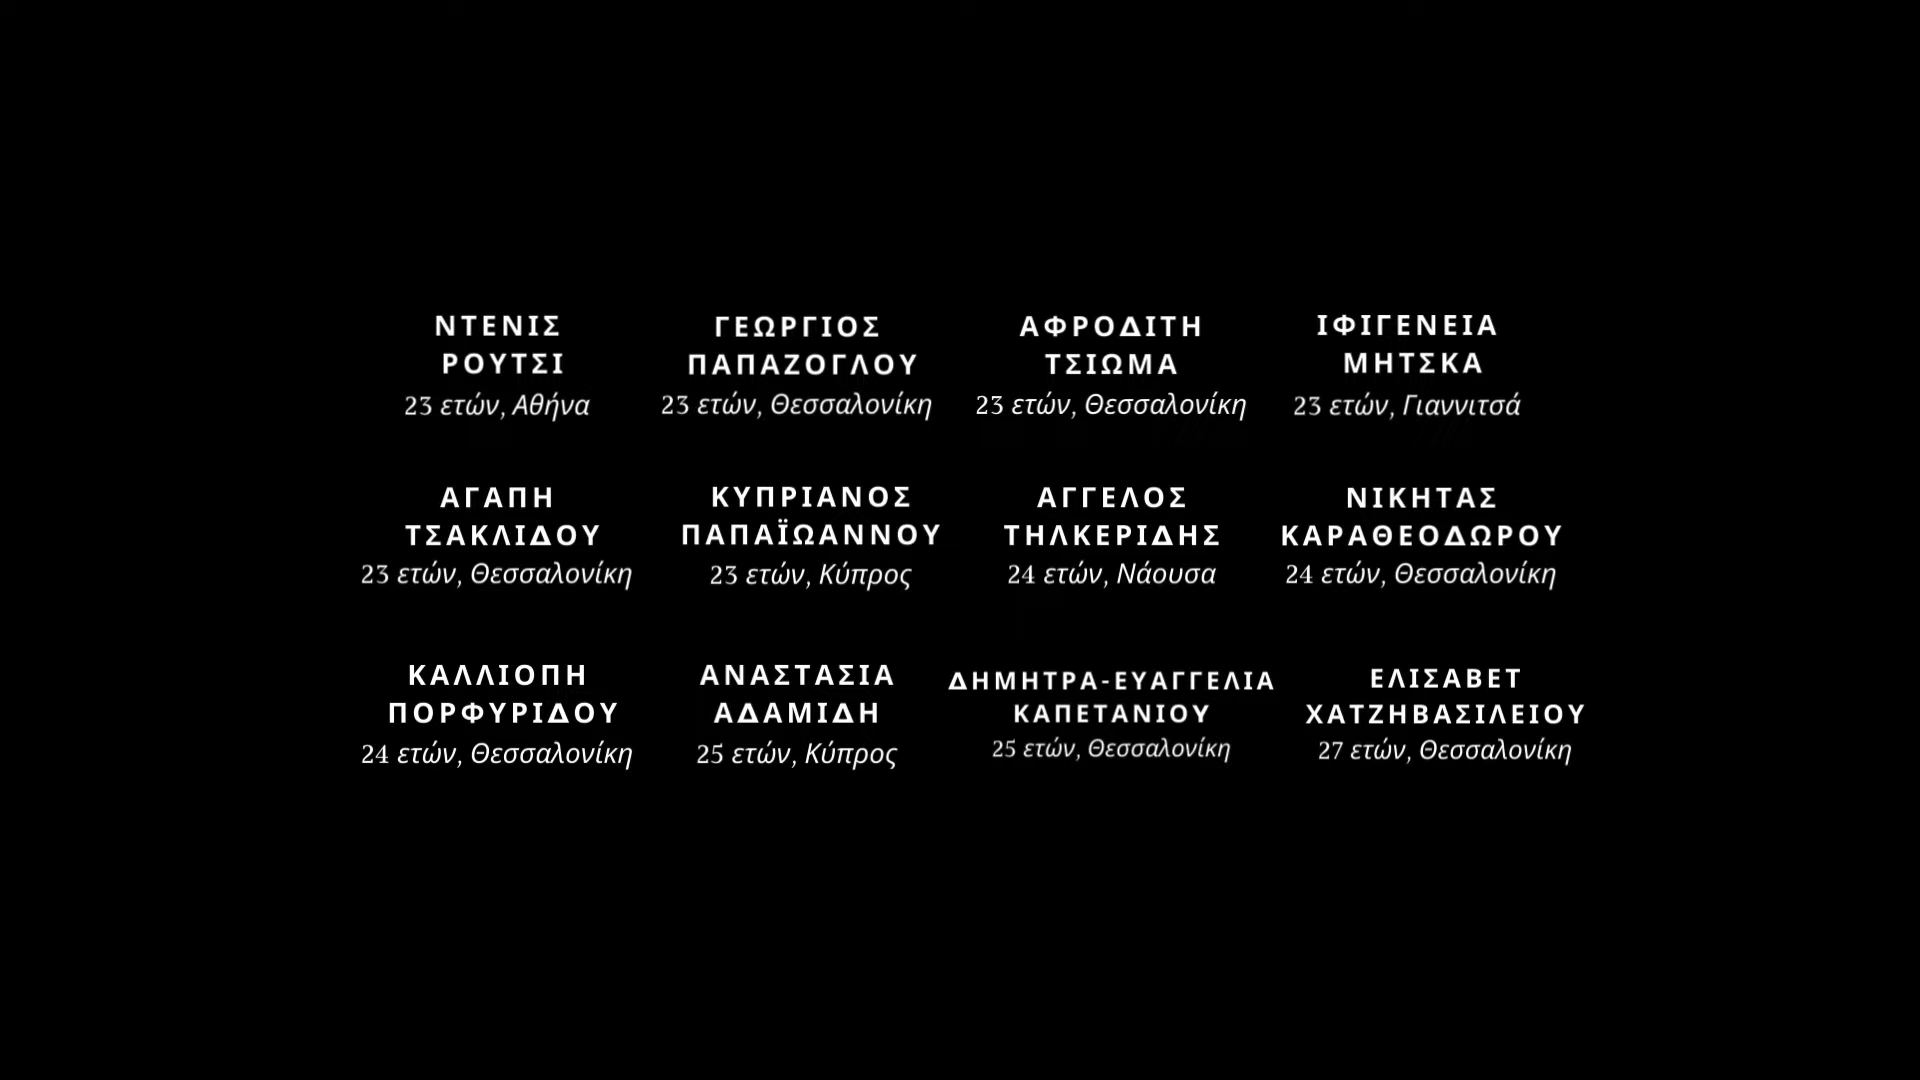 ΝΤΕΝΙΣ
ΡΟΥΤΣΙ
23 ετών, Αθήνα
ΓΕΩΡΓΙΟΣ
ΠΑΠΑΖΟΓΛΟΥ
23 ετών, Θεσσαλονίκη
ΑΦΡΟΔΙΤΗ
ΤΣΙΩΜΑ
23 ετών, Θεσσαλονίκη
ΙΦΙΓΕΝΕΙΑ
ΜΗΤΣΚΑ
23 ετών, Γιαννιτσά
ΑΓΑΠΗ
ΤΣΑΚΛΙΔΟΥ
23 ετών, Θεσσαλονίκη
ΚΥΠΡΙΑΝΟΣ
ΠΑΠΑΪΩΑΝΝΟΥ
23 ετών, Κύπρος
ΑΓΓΕΛΟΣ
ΤΗΛΚΕΡΙΔΗΣ
24 ετών, Νάουσα
ΝΙΚΗΤΑΣ
ΚΑΡΑΘΕΟΔΩΡΟΥ
24 ετών, Θεσσαλονίκη
ΚΑΛΛΙΟΠΗ
ΠΟΡΦΥΡΙΔΟΥ
24 ετών, Θεσσαλονίκη
ΑΝΑΣΤΑΣΙΑ
ΑΔΑΜΙΔΗ
25 ετών, Κύπρος
ΔΗΜΗΤΡΑ-ΕΥΑΓΓΕΛΙΑ
ΚΑΠΕΤΑΝΙΟΥ
25 ετών, Θεσσαλονίκη
ΕΛΙΣΑΒΕΤ
ΧΑΤΖΗΒΑΣΙΛΕΙΟΥ
27 ετών, Θεσσαλονίκη